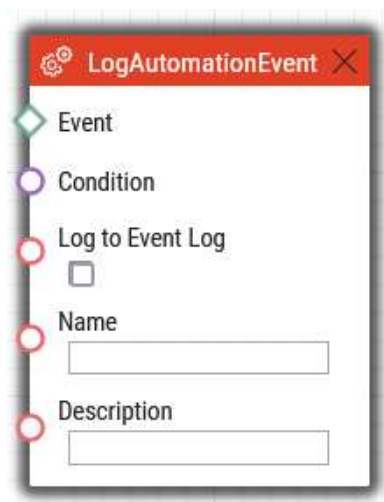 LogAutomationEvent
Event
Condition
Log to Event Log
Name
Description